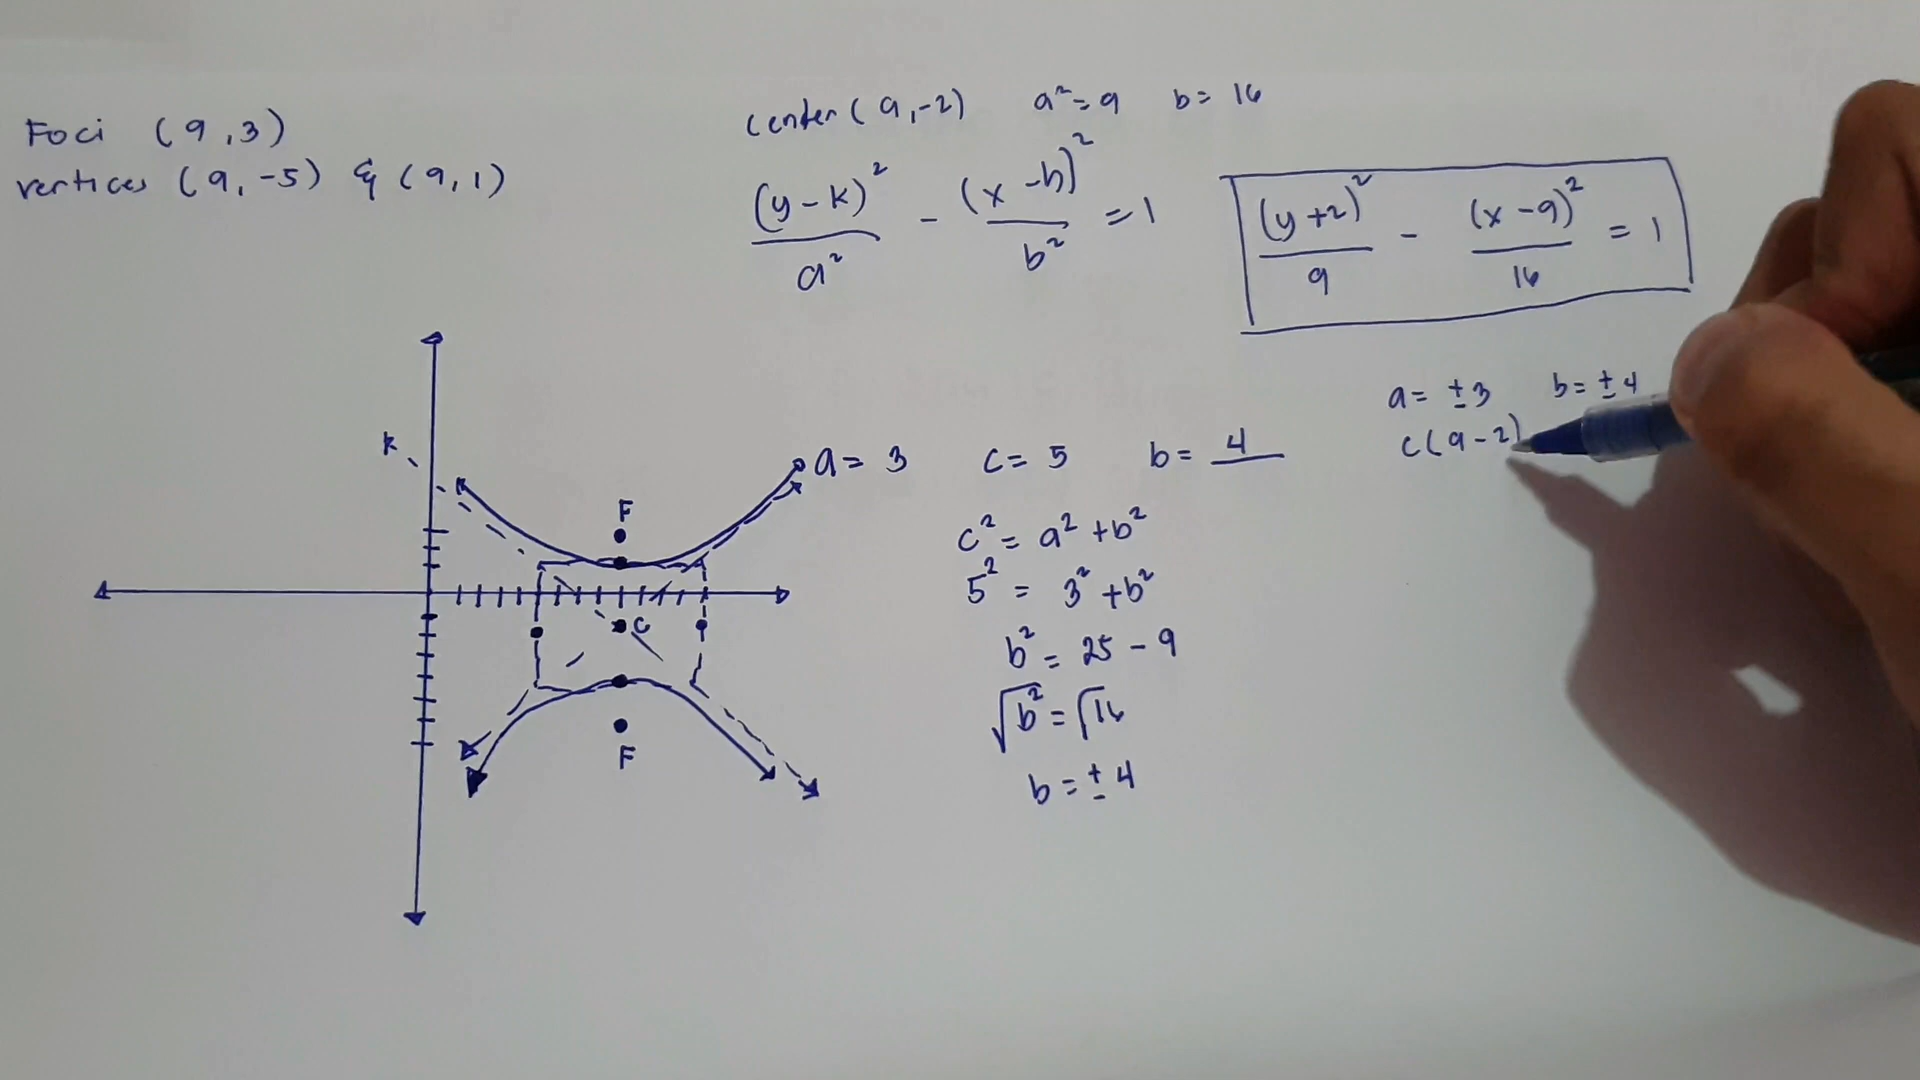 Foci (9,3)
vertices (9,-5) & (9,1)
center (9,-2) a²=9 b=16
(y-k)²/a² - (x-h)²/b² = 1
(y+2)²/9 - (x-9)²/16 = 1
a= ±3 b= ±4
c(9-2)
a= 3 c= 5 b= 4
c² = a² +b²
5² = 3² +b²
b² = 25 - 9
√b² = √16
b = ±4
F
C
F